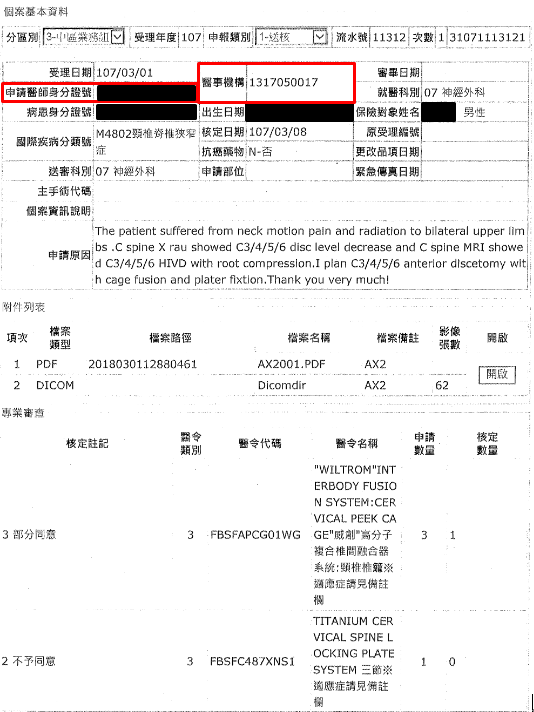 個案基本資料
分區別 3-中區業務組 受理年度 107 申報類別 1-送核 流水號 11312 次數 1 31071113121
受理日期 107/03/01 醫事機構 1317050017 審畢日期
申請醫師身分證號 就醫科別 07 神經外科
病患身分證號 出生日期 保險對象姓名 男性
國際疾病分類號 M4802頸椎脊椎狹窄症 核定日期 107/03/08 原受理編號
抗癌藥物 N-否 更改品項日期
送審科別 07 神經外科 申請部位 緊急傳真日期
主手術代碼
個案資訊說明
申請原因 The patient suffered from neck motion pain and radiation to bilateral upper lim
bs .C spine X rau showed C3/4/5/6 disc level decrease and C spine MRI showe
d C3/4/5/6 HIVD with root compression.I plan C3/4/5/6 anterior discetomy wit
h cage fusion and plater fixtion.Thank you very much!
附件列表
項次 檔案類型 檔案路徑 檔案名稱 檔案備註 影像張數 開啟
1 PDF 2018030112880461 AX2001.PDF AX2 開啟
2 DICOM Dicomdir AX2 62
專業審查
核定註記 醫令類別 醫令代碼 醫令名稱 申請數量 核定數量
"WILTROM"INT
ERBODY FUSIO
N SYSTEM:CER
VICAL PEEK CA
3 部分同意 3 FBSFAPCG01WG GE"威創"高分子 3 1
複合椎間融合器
系統:頸椎椎籠※
適應症請見備註
欄
TITANIUM CER
VICAL SPINE L
OCKING PLATE
2 不予同意 3 FBSFC487XNS1 SYSTEM 三節※ 1 0
適應症請見備註
欄